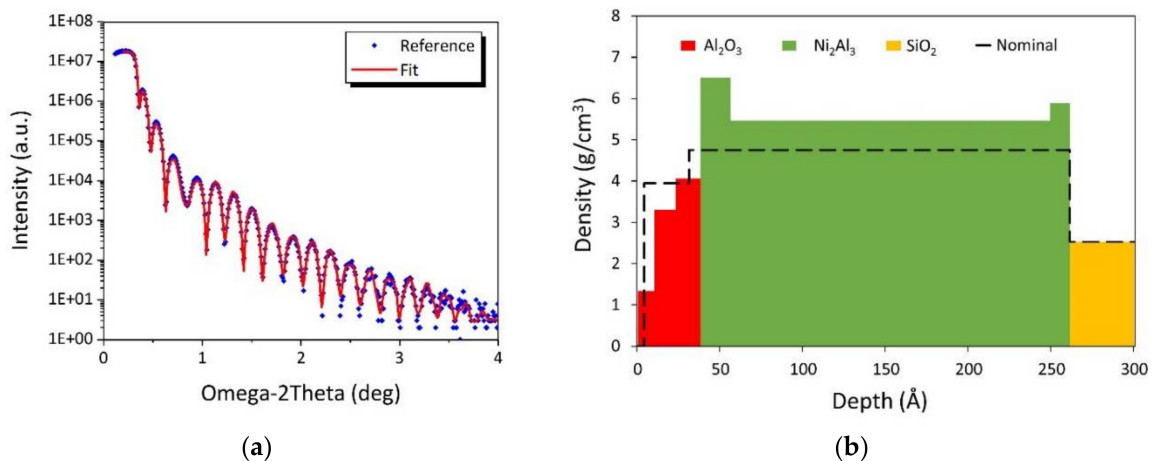 1E+08
1E+07
1E+06
1E+05
1E+04
1E+03
1E+02
1E+01
1E+00
Intensity (a.u.)
Reference
Fit
0 1 2 3 4
Omega-2Theta (deg)
(a)
8
7
6
5
4
3
2
1
0
Density (g/cm³)
Al₂O₃ Ni₂Al₃ SiO₂ Nominal
0 50 100 150 200 250 300
Depth (Å)
(b)